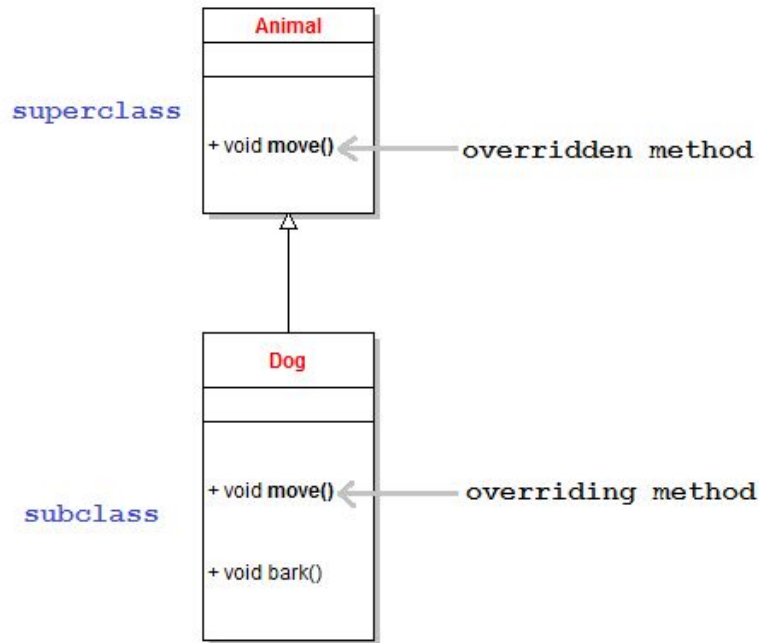 Animal
superclass
+ void move()
overridden method
Dog
+ void move()
overriding method
subclass
+ void bark()